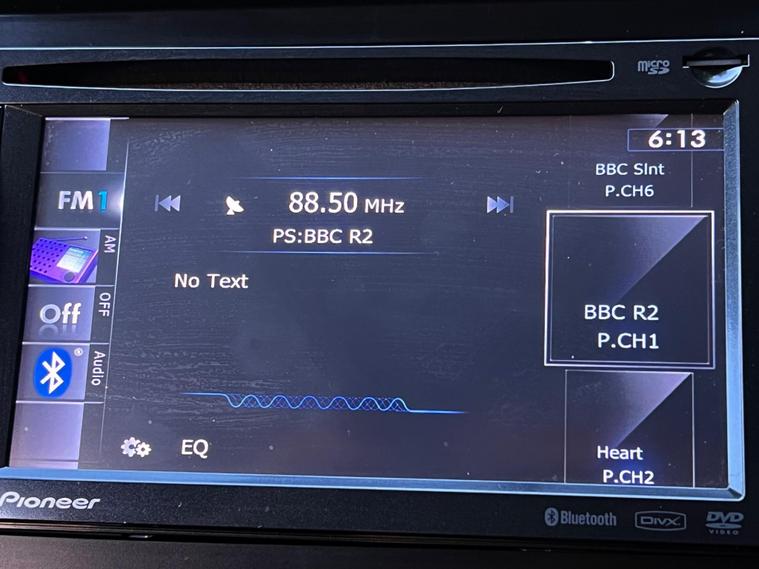 micro SD
6:13
BBC Slnt
P.CH6
FM1
88.50 MHz
PS:BBC R2
AM
No Text
BBC R2
P.CH1
Off
OFF
Audio
EQ
Heart
P.CH2
Pioneer
Bluetooth
DIVX
DVD
VIDEO